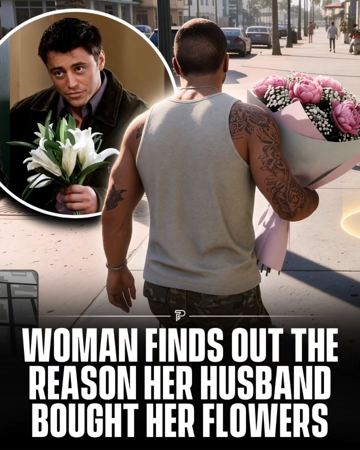 WOMAN FINDS OUT THE
REASON HER HUSBAND
BOUGHT HER FLOWERS